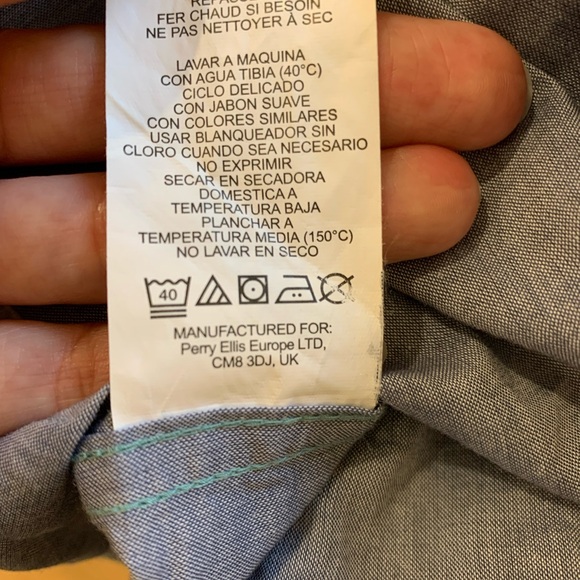 FER CHAUD SI BESOIN
NE PAS NETTOYER À SEC
LAVAR A MAQUINA
CON AGUA TIBIA (40°C)
CICLO DELICADO
CON JABON SUAVE
CON COLORES SIMILARES
USAR BLANQUEADOR SIN
CLORO CUANDO SEA NECESARIO
NO EXPRIMIR
SECAR EN SECADORA
DOMESTICA A
TEMPERATURA BAJA
PLANCHAR A
TEMPERATURA MEDIA (150°C)
NO LAVAR EN SECO
40
MANUFACTURED FOR:
Perry Ellis Europe LTD,
CM8 3DJ, UK